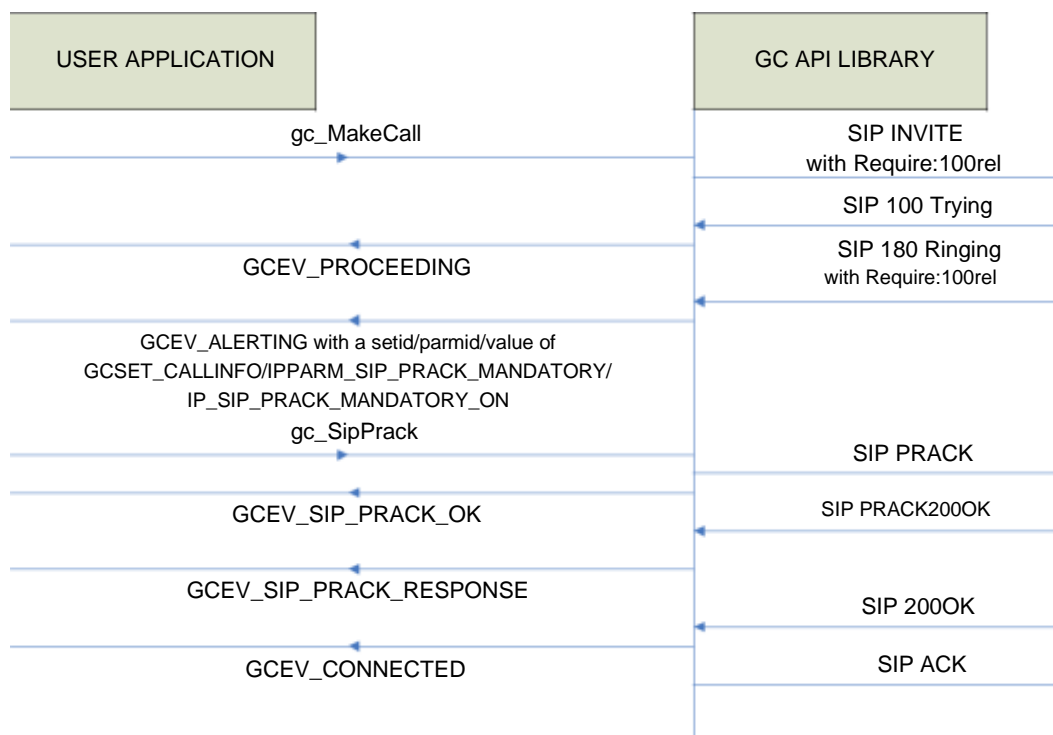 USER APPLICATION
GC API LIBRARY
gc_MakeCall
SIP INVITE
with Require:100rel
SIP 100 Trying
GCEV_PROCEEDING
SIP 180 Ringing
with Require:100rel
GCEV_ALERTING with a setid/parmid/value of
GCSET_CALLINFO/IPPARM_SIP_PRACK_MANDATORY/
IP_SIP_PRACK_MANDATORY_ON
gc_SipPrack
SIP PRACK
GCEV_SIP_PRACK_OK
SIP PRACK200OK
GCEV_SIP_PRACK_RESPONSE
SIP 200OK
GCEV_CONNECTED
SIP ACK